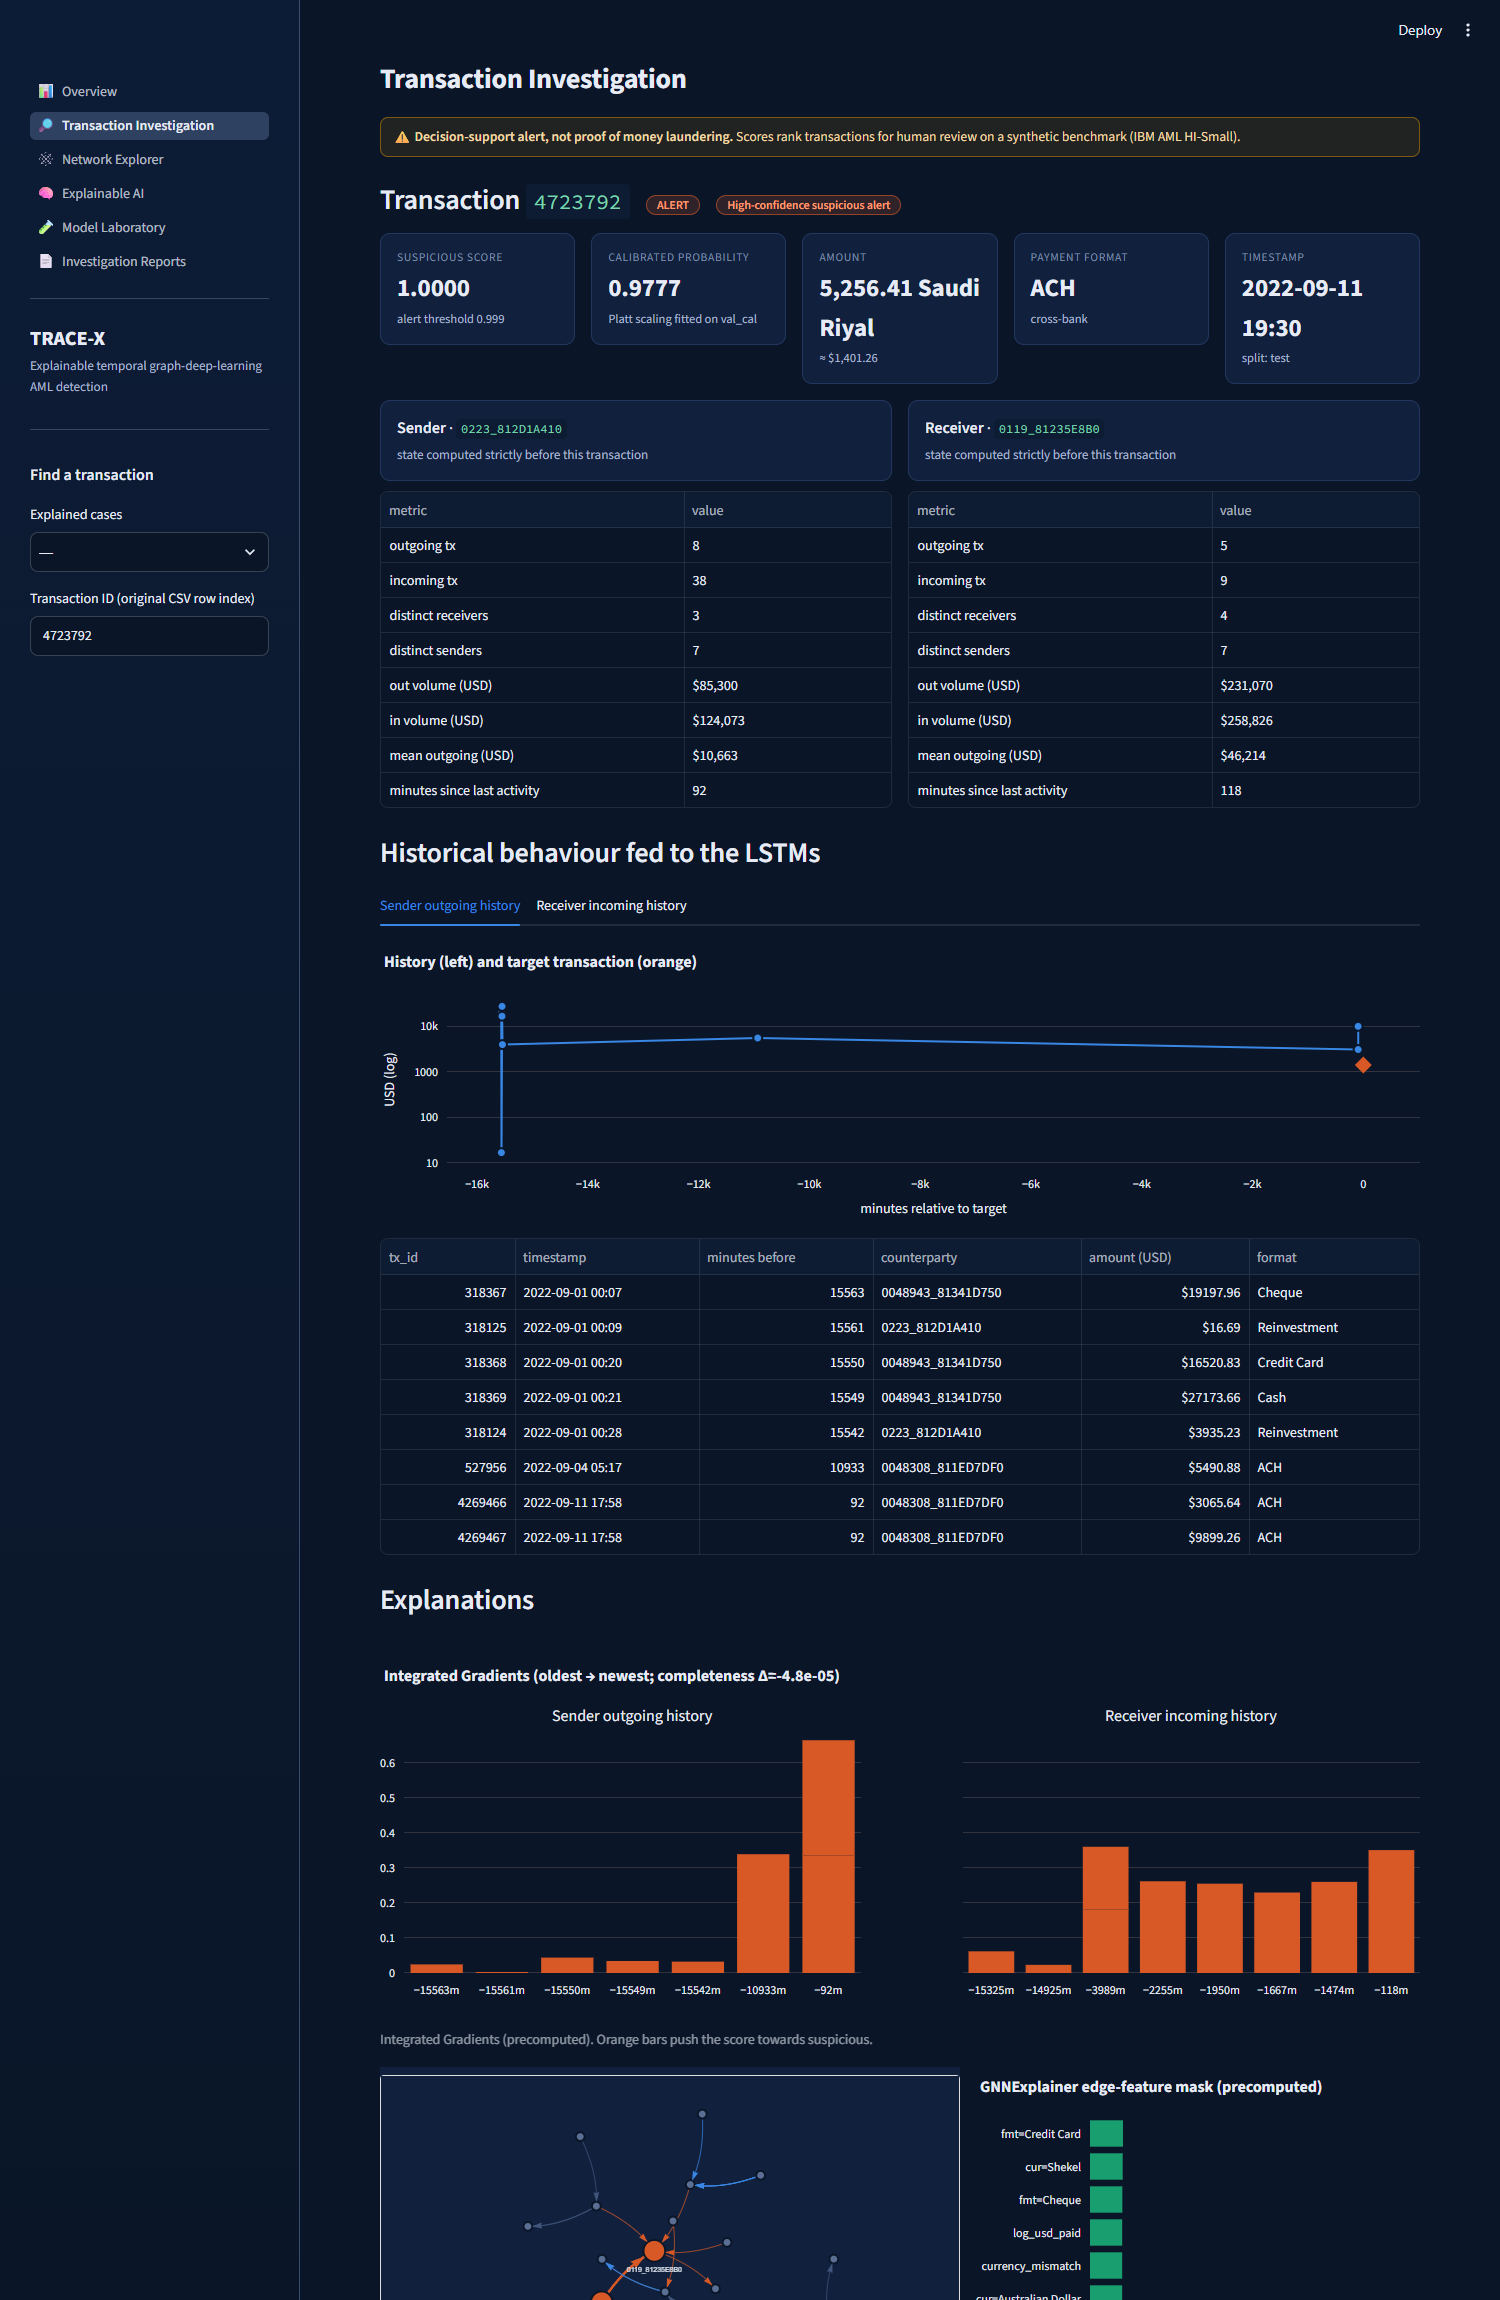 Deploy
Overview
Transaction Investigation
Network Explorer
Explainable AI
Model Laboratory
Investigation Reports
TRACE-X
Explainable temporal graph-deep-learning
AML detection
Find a transaction
Explained cases
—
Transaction ID (original CSV row index)
4723792
Transaction Investigation
Decision-support alert, not proof of money laundering. Scores rank transactions for human review on a synthetic benchmark (IBM AML HI-Small).
Transaction 4723792 ALERT High-confidence suspicious alert
SUSPICIOUS SCORE
1.0000
alert threshold 0.999
CALIBRATED PROBABILITY
0.9777
Platt scaling fitted on val_cal
AMOUNT
5,256.41 Saudi
Riyal
≈ $1,401.26
PAYMENT FORMAT
ACH
cross-bank
TIMESTAMP
2022-09-11
19:30
split: test
Sender · 0223_812D1A410
state computed strictly before this transaction
metric value
outgoing tx 8
incoming tx 38
distinct receivers 3
distinct senders 7
out volume (USD) $85,300
in volume (USD) $124,073
mean outgoing (USD) $10,663
minutes since last activity 92
Receiver · 0119_81235E8B0
state computed strictly before this transaction
metric value
outgoing tx 5
incoming tx 9
distinct receivers 4
distinct senders 7
out volume (USD) $231,070
in volume (USD) $258,826
mean outgoing (USD) $46,214
minutes since last activity 118
Historical behaviour fed to the LSTMs
Sender outgoing history Receiver incoming history
History (left) and target transaction (orange)
USD (log)
10k
1000
100
10
−16k −14k −12k −10k −8k −6k −4k −2k 0
minutes relative to target
tx_id timestamp minutes before counterparty amount (USD) format
318367 2022-09-01 00:07 15563 0048943_81341D750 $19197.96 Cheque
318125 2022-09-01 00:09 15561 0223_812D1A410 $16.69 Reinvestment
318368 2022-09-01 00:20 15550 0048943_81341D750 $16520.83 Credit Card
318369 2022-09-01 00:21 15549 0048943_81341D750 $27173.66 Cash
318124 2022-09-01 00:28 15542 0223_812D1A410 $3935.23 Reinvestment
527956 2022-09-04 05:17 10933 0048308_811ED7DF0 $5490.88 ACH
4269466 2022-09-11 17:58 92 0048308_811ED7DF0 $3065.64 ACH
4269467 2022-09-11 17:58 92 0048308_811ED7DF0 $9899.26 ACH
Explanations
Integrated Gradients (oldest → newest; completeness Δ=-4.8e-05)
Sender outgoing history
Receiver incoming history
0.6
0.5
0.4
0.3
0.2
0.1
0
−15563m −15561m −15550m −15549m −15542m −10933m −92m
−15325m −14925m −3989m −2255m −1950m −1667m −1474m −118m
Integrated Gradients (precomputed). Orange bars push the score towards suspicious.
0119_81235E8B0
GNNExplainer edge-feature mask (precomputed)
fmt=Credit Card
cur=Shekel
fmt=Cheque
log_usd_paid
currency_mismatch
cur=Australian Dollar